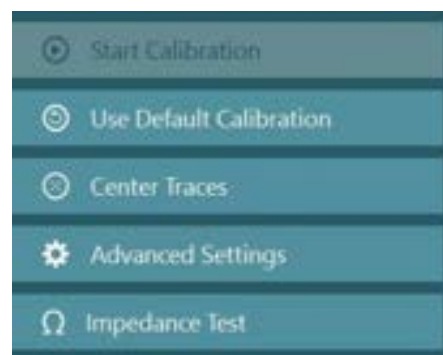 Start Calibration
Use Default Calibration
Center Traces
Advanced Settings
Ω Impedance Test